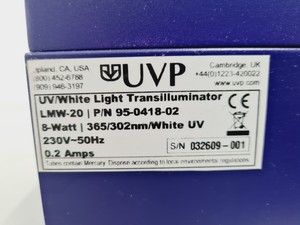 Upland, CA, USA
(800) 452-6788
(909) 946-3197
UVP
Cambridge, UK
+44(0)1223-420022
www.uvp.com
UV/White Light Transilluminator
LMW-20 | P/N 95-0418-02
8-Watt | 365/302nm/White UV
230V~50Hz
0.2 Amps
S/N 032609-001
Tubes contain Mercury. Dispose according to local, environmental regulations.